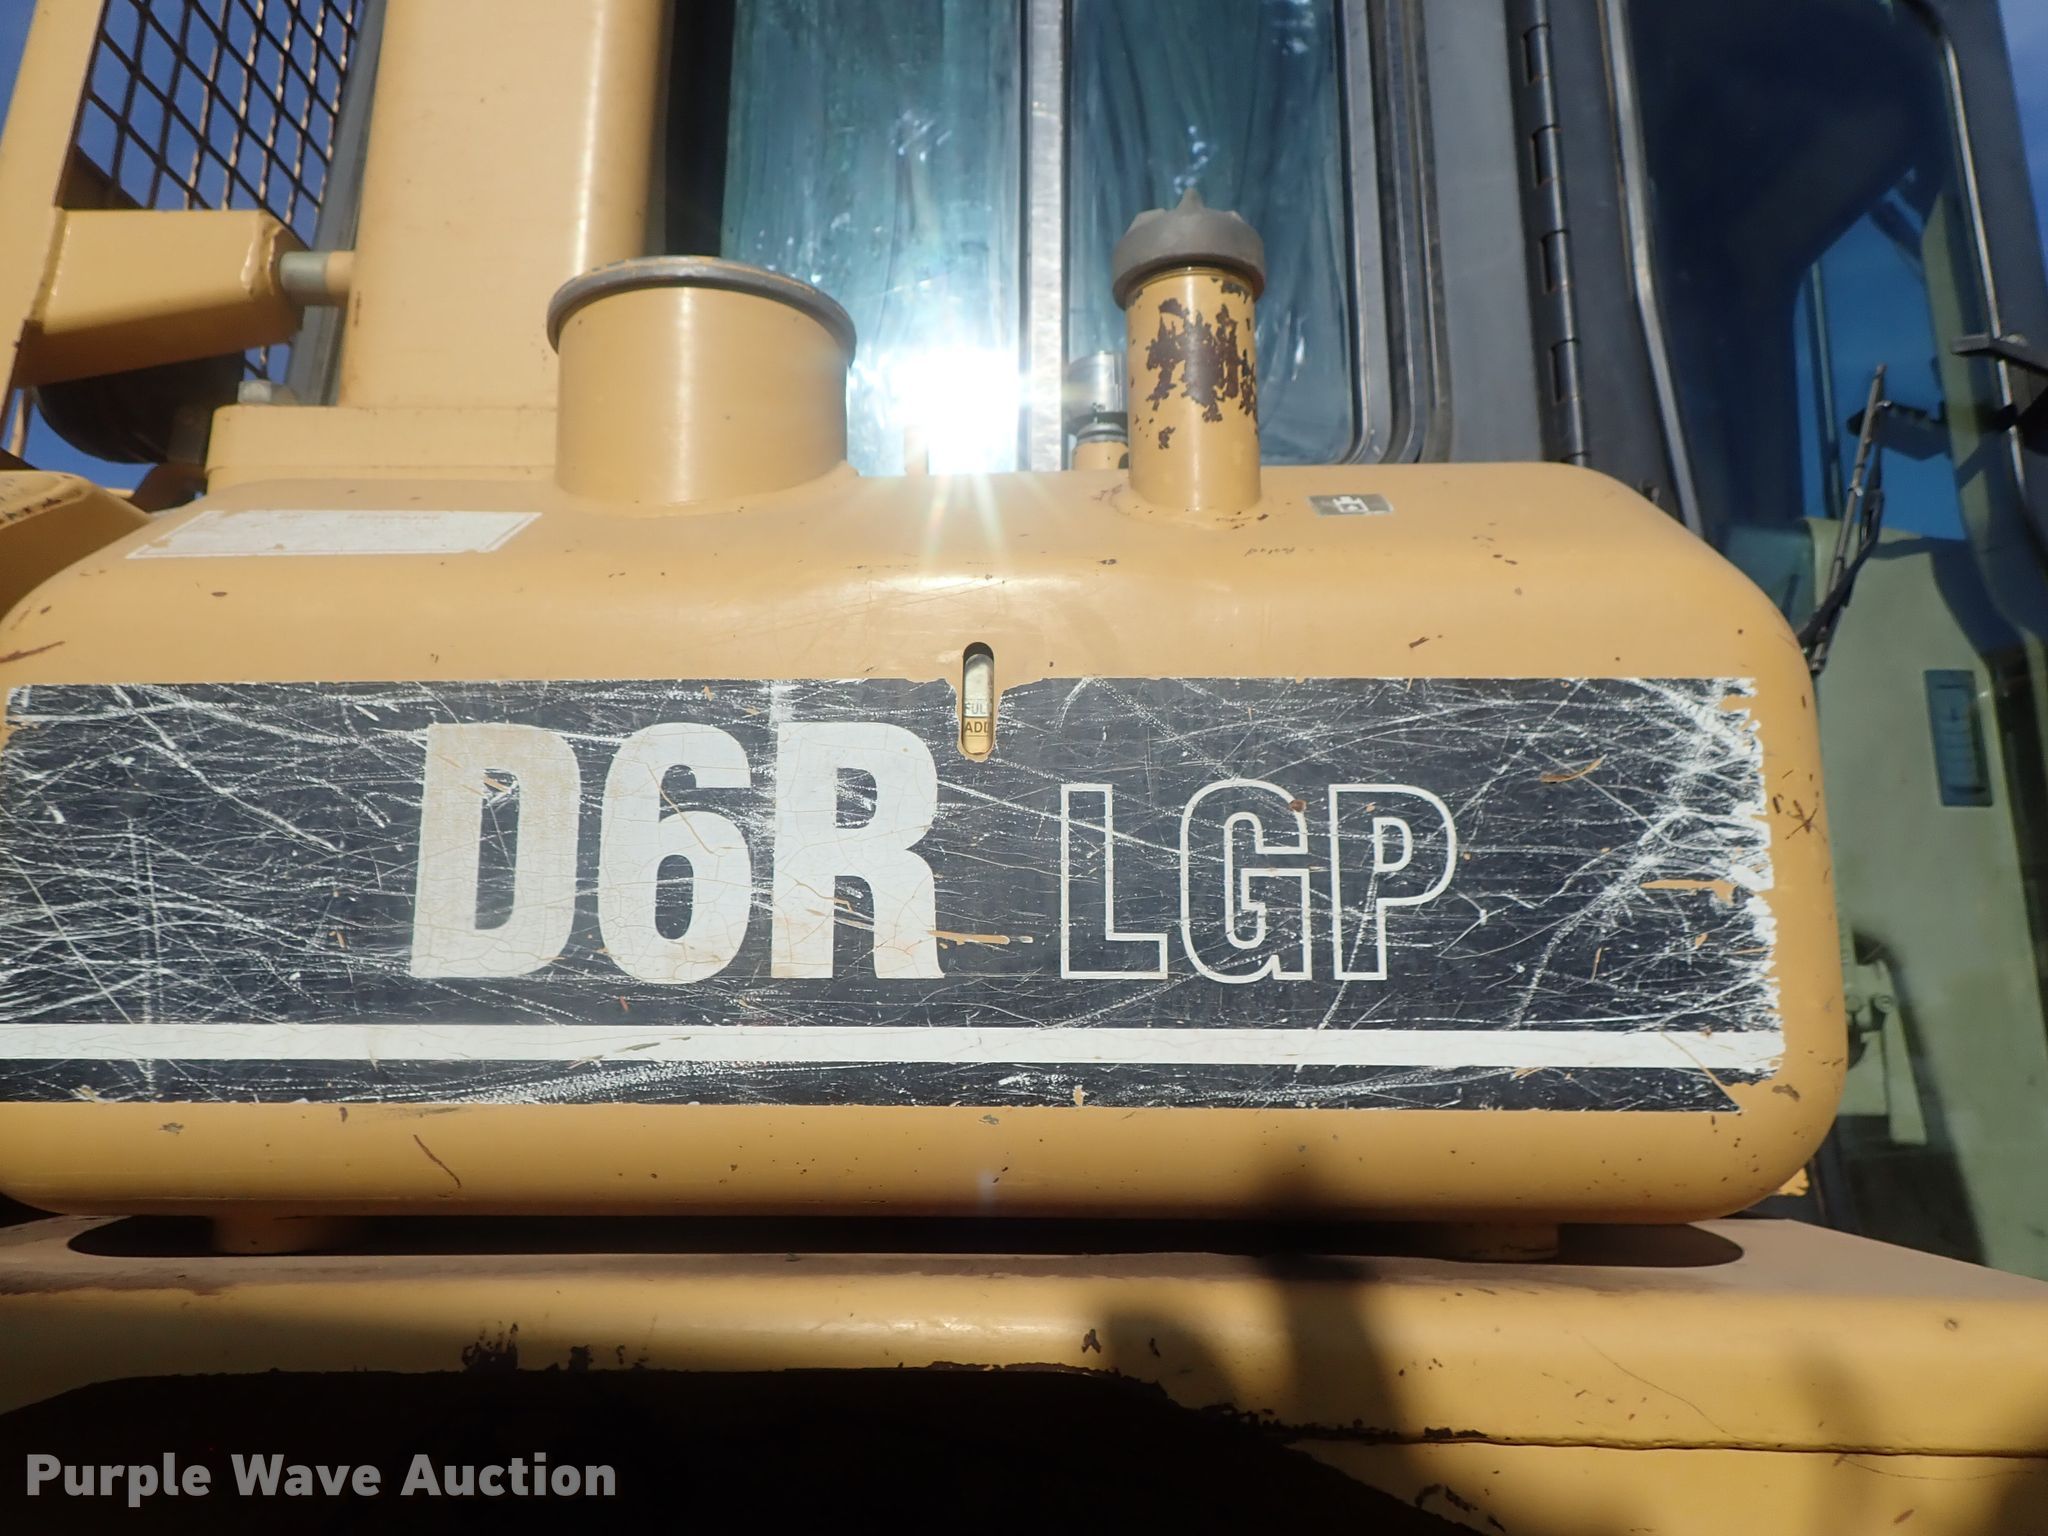 FULL
ADD
D6R LGP
Purple Wave Auction